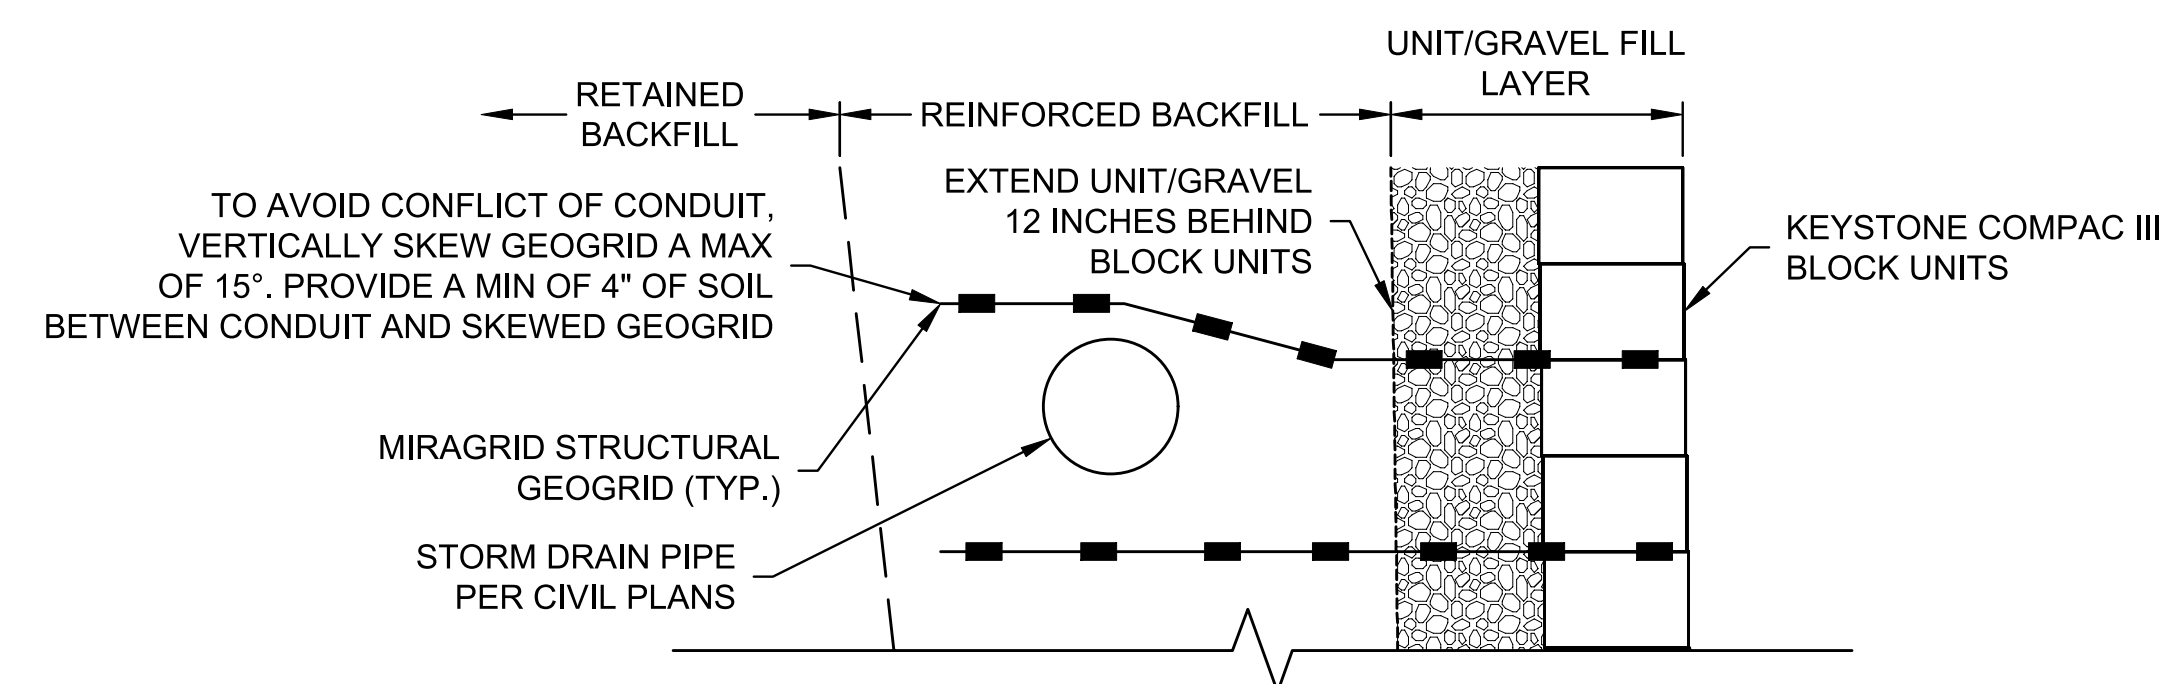 UNIT/GRAVEL FILL
LAYER
RETAINED
BACKFILL
REINFORCED BACKFILL
EXTEND UNIT/GRAVEL
12 INCHES BEHIND
BLOCK UNITS
TO AVOID CONFLICT OF CONDUIT,
VERTICALLY SKEW GEOGRID A MAX
OF 15°. PROVIDE A MIN OF 4" OF SOIL
BETWEEN CONDUIT AND SKEWED GEOGRID
KEYSTONE COMPAC III
BLOCK UNITS
MIRAGRID STRUCTURAL
GEOGRID (TYP.)
STORM DRAIN PIPE
PER CIVIL PLANS